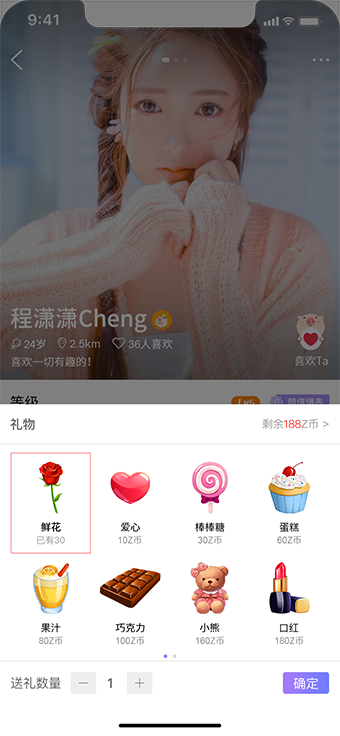 9:41
程潇潇Cheng
24岁 2.5km 36人喜欢
喜欢Ta
喜欢一切有趣的！
等级
礼物 剩余188Z币 >
鲜花 爱心 棒棒糖 蛋糕
已有30 10Z币 30Z币 60Z币
果汁 巧克力 小熊 口红
80Z币 100Z币 160Z币 180Z币
送礼数量 — 1 + 确定